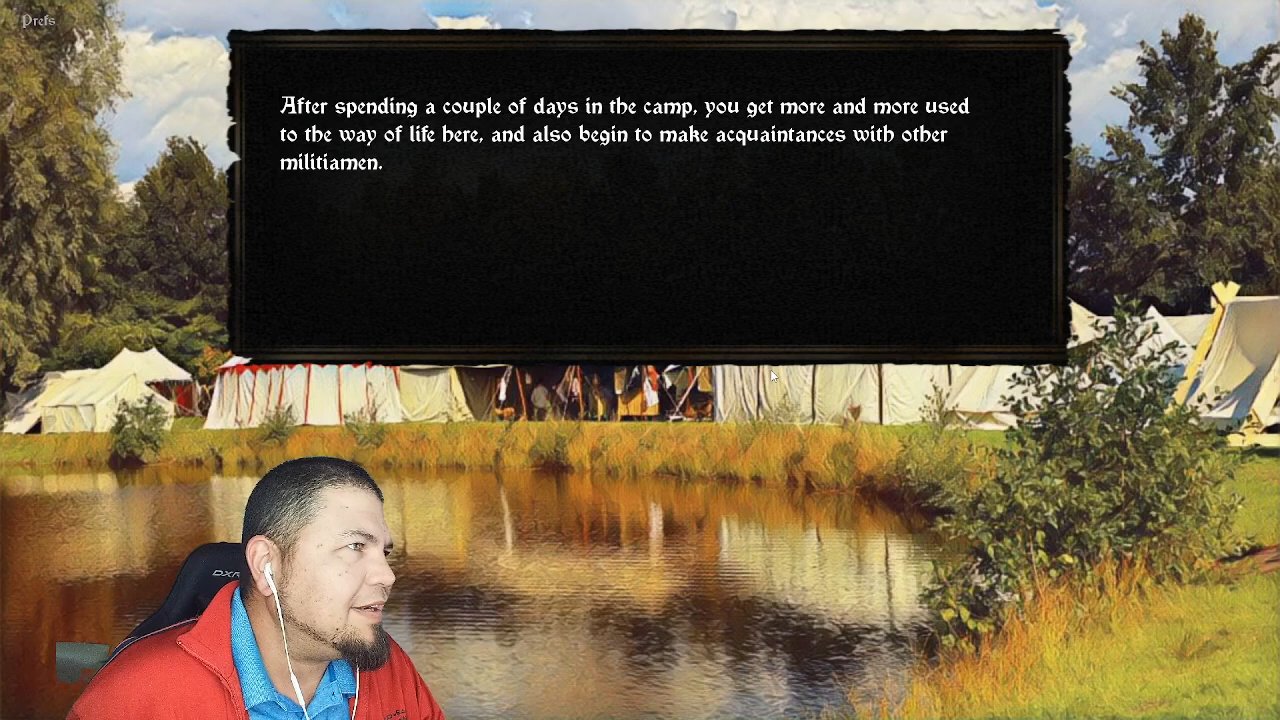 Prefs
After spending a couple of days in the camp, you get more and more used
to the way of life here, and also begin to make acquaintances with other
militiamen.
DXR